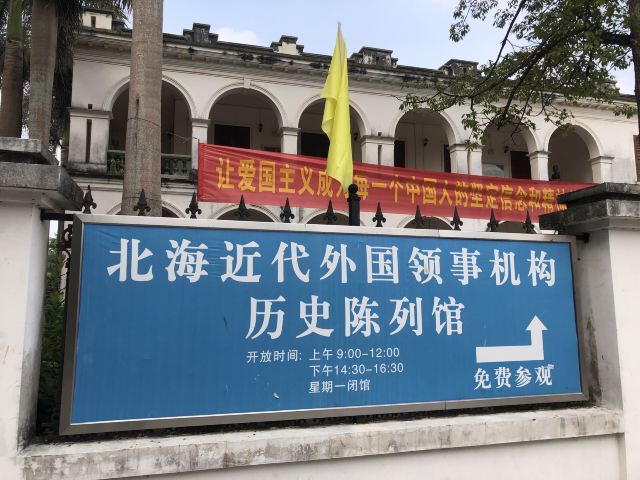 让爱国主义成为每一个中国人的坚定信念和精
北海近代外国领事机构
历史陈列馆
开放时间：上午 9:00-12:00
下午14:30-16:30
星期一闭馆
免费参观